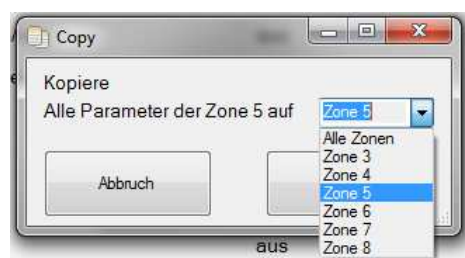 Copy
Kopiere
Alle Parameter der Zone 5 auf Zone 5
Alle Zonen
Zone 3
Zone 4
Zone 5
Zone 6
Zone 7
Zone 8
Abbruch
aus